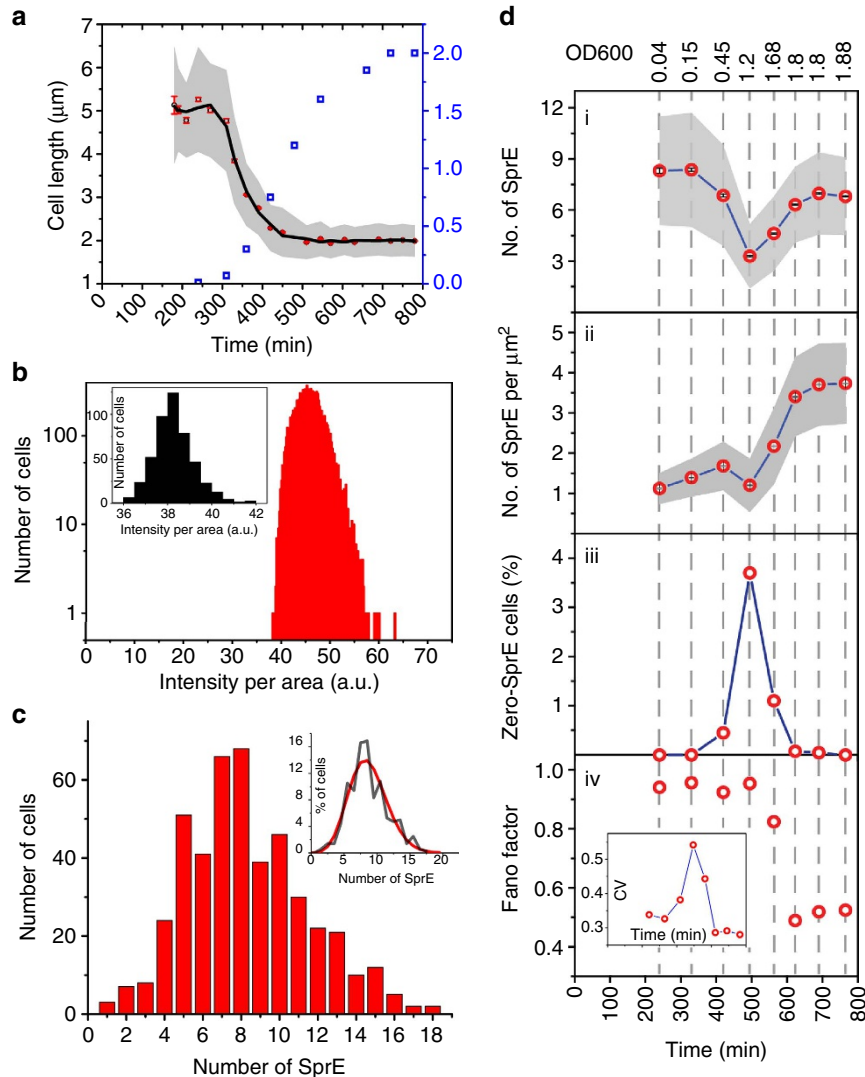 a
7
6
5
4
3
2
1
Cell length (μm)
2.0
1.5
1.0
0.5
0.0
0 100 200 300 400 500 600 700 800
Time (min)
b
100
10
1
Number of cells
0 10 20 30 40 50 60 70
Intensity per area (a.u.)
100
50
0
Number of cells
36 38 40 42
Intensity per area (a.u.)
c
60
40
20
0
Number of cells
0 2 4 6 8 10 12 14 16 18
Number of SprE
16
12
8
4
0
% of cells
0 5 10 15 20
Number of SprE
d
OD600 0.04 0.15 0.45 1.2 1.68 1.8 1.8 1.88
i
12
9
6
3
No. of SprE
ii
5
4
3
2
1
No. of SprE per μm²
iii
4
3
2
1
Zero-SprE cells (%)
iv
1.0
0.8
0.6
0.4
Fano factor
0.5
0.4
0.3
CV
Time (min)
0 100 200 300 400 500 600 700 800
Time (min)